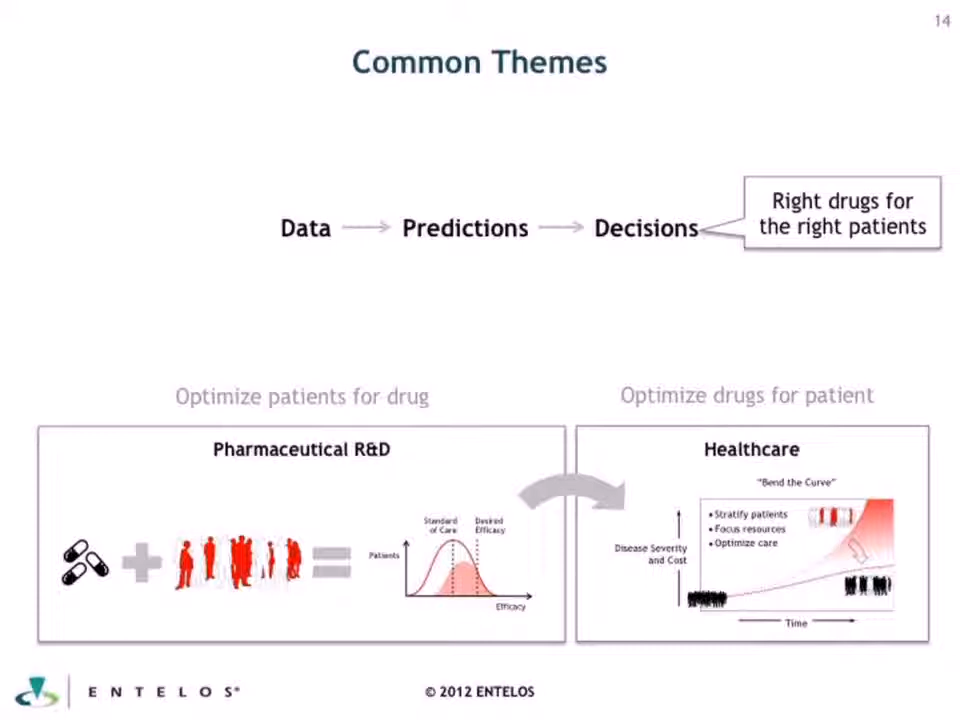 14
Common Themes
Data
Predictions
Decisions
Right drugs for
the right patients
Optimize patients for drug
Optimize drugs for patient
Pharmaceutical R&D
Standard
of Care
Desired
Efficacy
Patients
Efficacy
Healthcare
"Bend the Curve"
• Stratify patients
• Focus resources
• Optimize care
Disease Severity
and Cost
Time
ENTELOS®
© 2012 ENTELOS